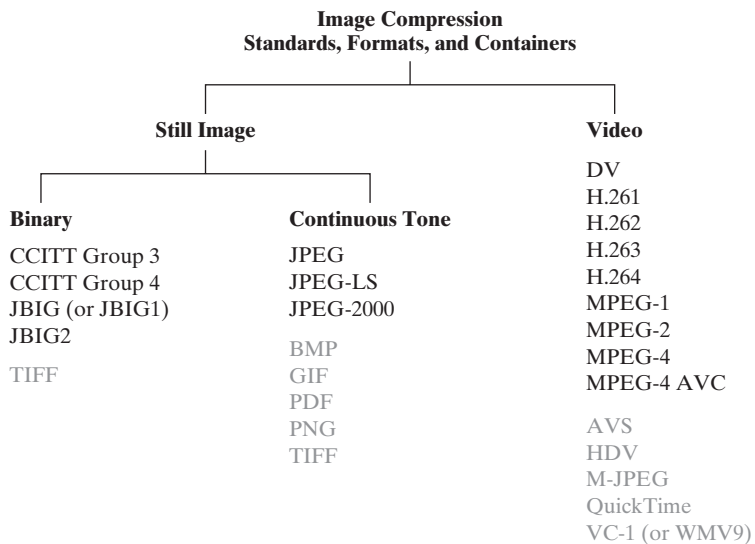 Image Compression
Standards, Formats, and Containers
Still Image
Binary
CCITT Group 3
CCITT Group 4
JBIG (or JBIG1)
JBIG2
TIFF
Continuous Tone
JPEG
JPEG-LS
JPEG-2000
BMP
GIF
PDF
PNG
TIFF
Video
DV
H.261
H.262
H.263
H.264
MPEG-1
MPEG-2
MPEG-4
MPEG-4 AVC
AVS
HDV
M-JPEG
QuickTime
VC-1 (or WMV9)